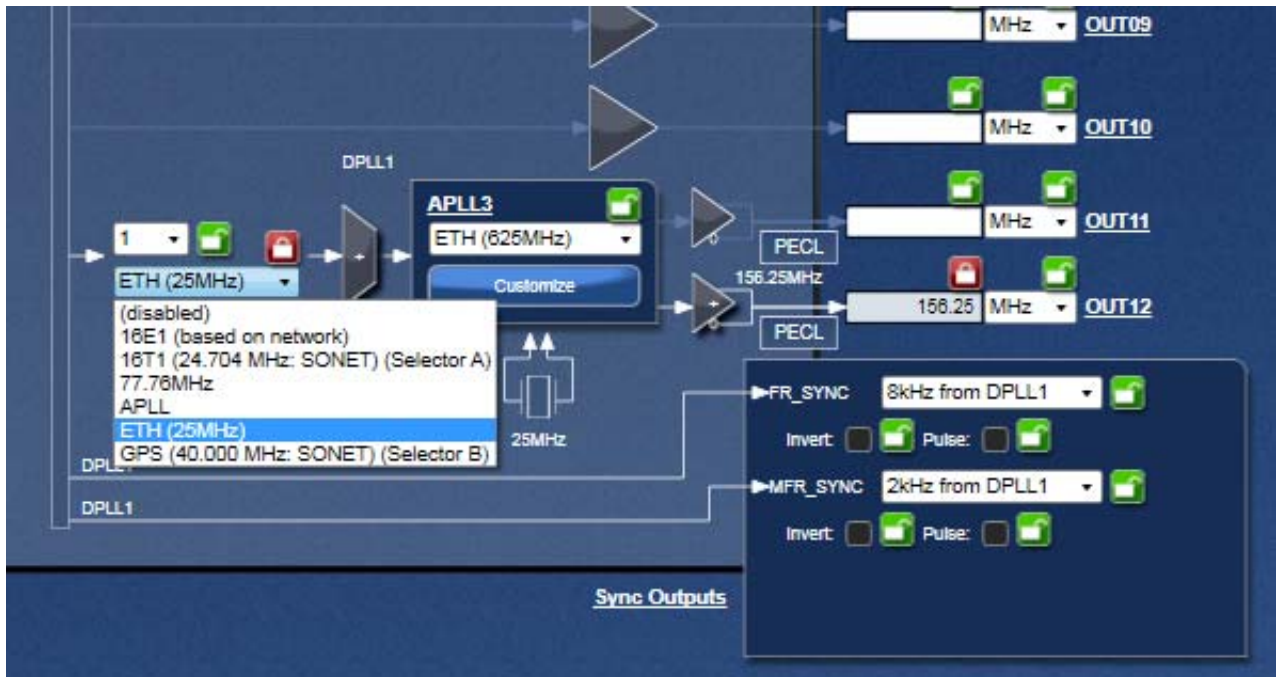 MHz OUT09
MHz OUT10
DPLL1
APLL3
ETH (625MHz)
Customize
1
ETH (25MHz)
(disabled)
16E1 (based on network)
16T1 (24.704 MHz: SONET) (Selector A)
77.76MHz
APLL
ETH (25MHz)
GPS (40.000 MHz: SONET) (Selector B)
25MHz
PECL
MHz OUT11
156.25MHz
PECL
156.25 MHz OUT12
DPLL1
DPLL1
FR_SYNC 8kHz from DPLL1
Invert: Pulse:
MFR_SYNC 2kHz from DPLL1
Invert: Pulse:
Sync Outputs